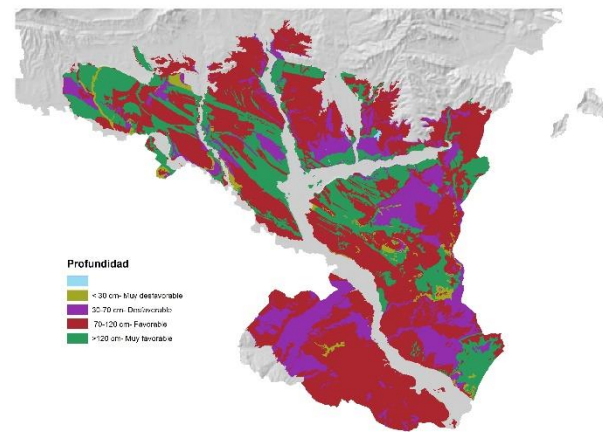 Profundidad
< 30 cm- Muy desfavorable
30-70 cm- Desfavorable
70-120 cm- Favorable
>120 cm- Muy favorable